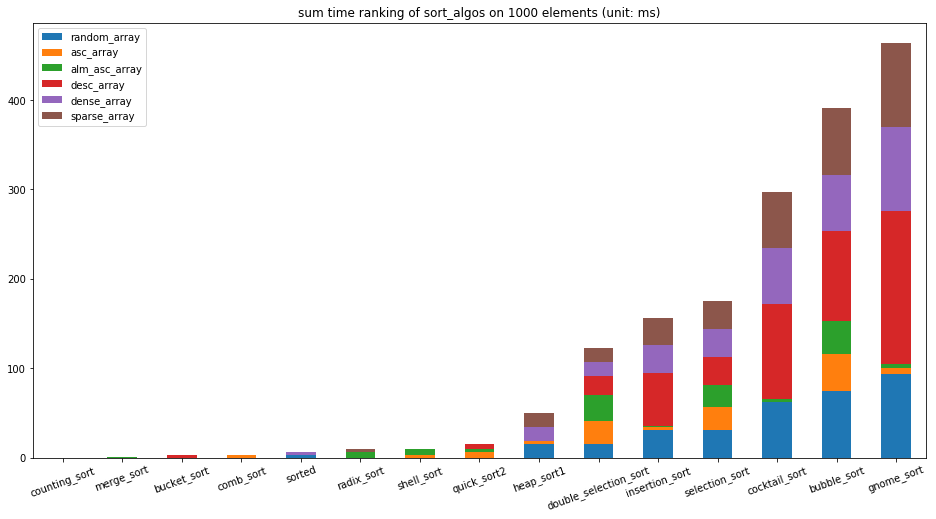 sum time ranking of sort_algos on 1000 elements (unit: ms)
random_array
asc_array
alm_asc_array
desc_array
dense_array
sparse_array
400
300
200
100
0
counting_sort
merge_sort
bucket_sort
comb_sort
sorted
radix_sort
shell_sort
quick_sort2
heap_sort1
double_selection_sort
insertion_sort
selection_sort
cocktail_sort
bubble_sort
gnome_sort